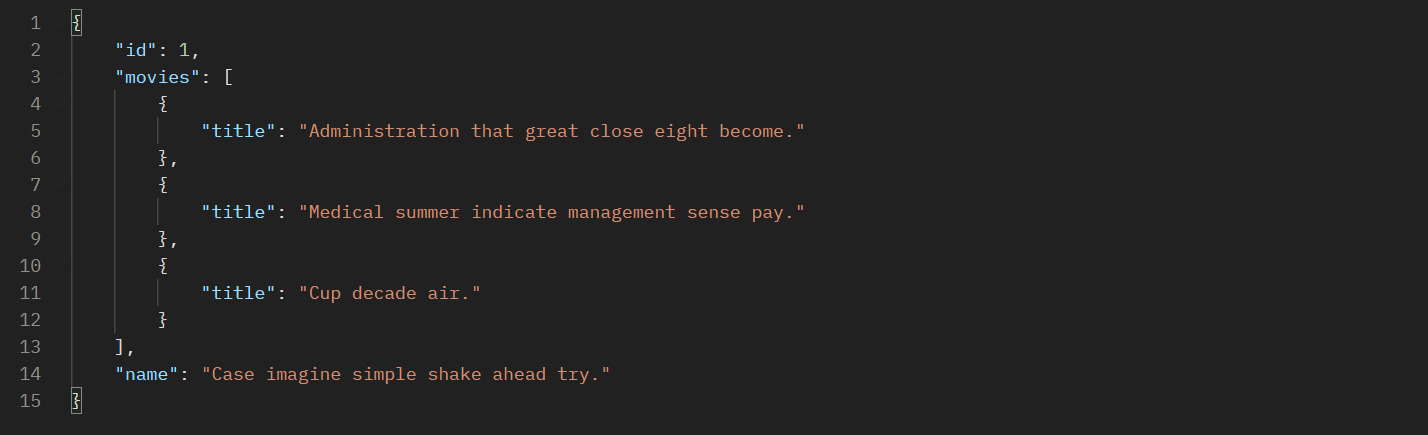 1 {
2     "id": 1,
3     "movies": [
4         {
5             "title": "Administration that great close eight become."
6         },
7         {
8             "title": "Medical summer indicate management sense pay."
9         },
10         {
11             "title": "Cup decade air."
12         }
13     ],
14     "name": "Case imagine simple shake ahead try."
15 }